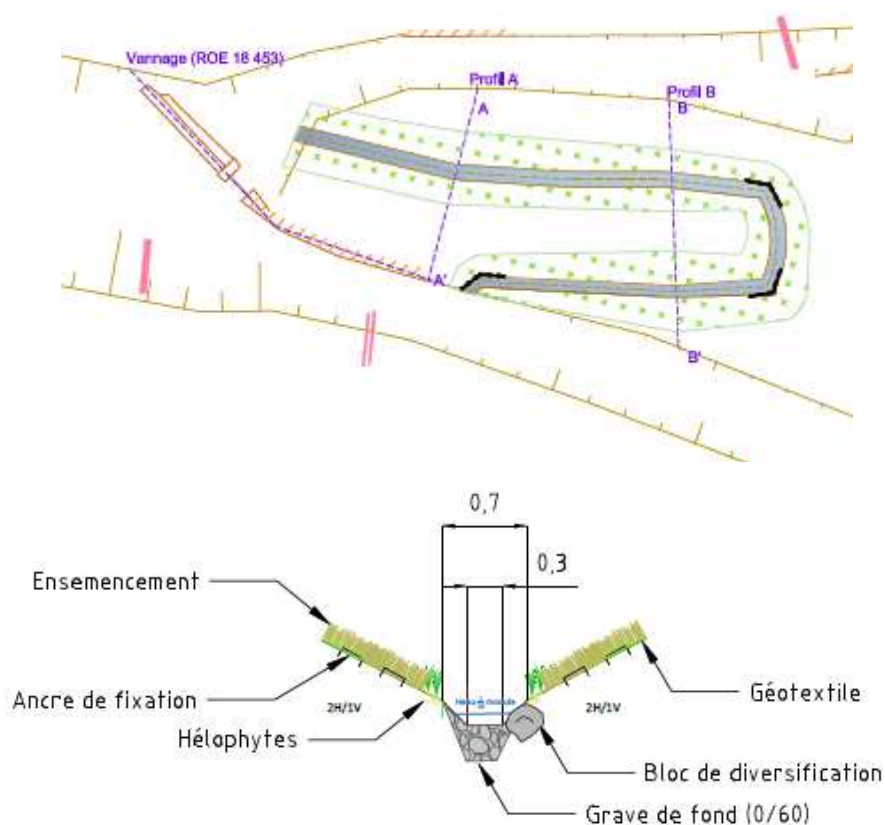 Vannage (ROE 18 453)
Profil A
A
Profil B
B
A'
B'
0,7
0,3
Ensemencement
Ancre de fixation
2H/1V
module
2H/1V
Géotextile
Hélophytes
Bloc de diversification
Grave de fond (0/60)